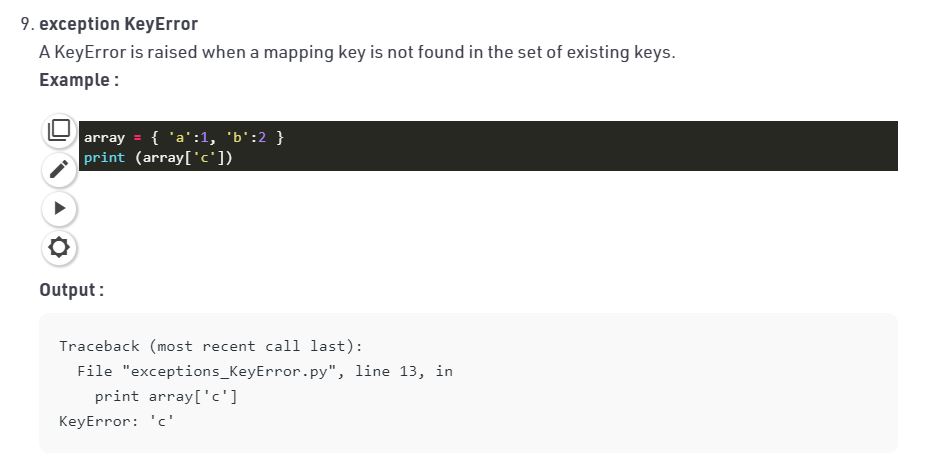 9. exception KeyError
A KeyError is raised when a mapping key is not found in the set of existing keys.
Example :
array = { 'a':1, 'b':2 }
print (array['c'])
Output :
Traceback (most recent call last):
  File "exceptions_KeyError.py", line 13, in
    print array['c']
KeyError: 'c'